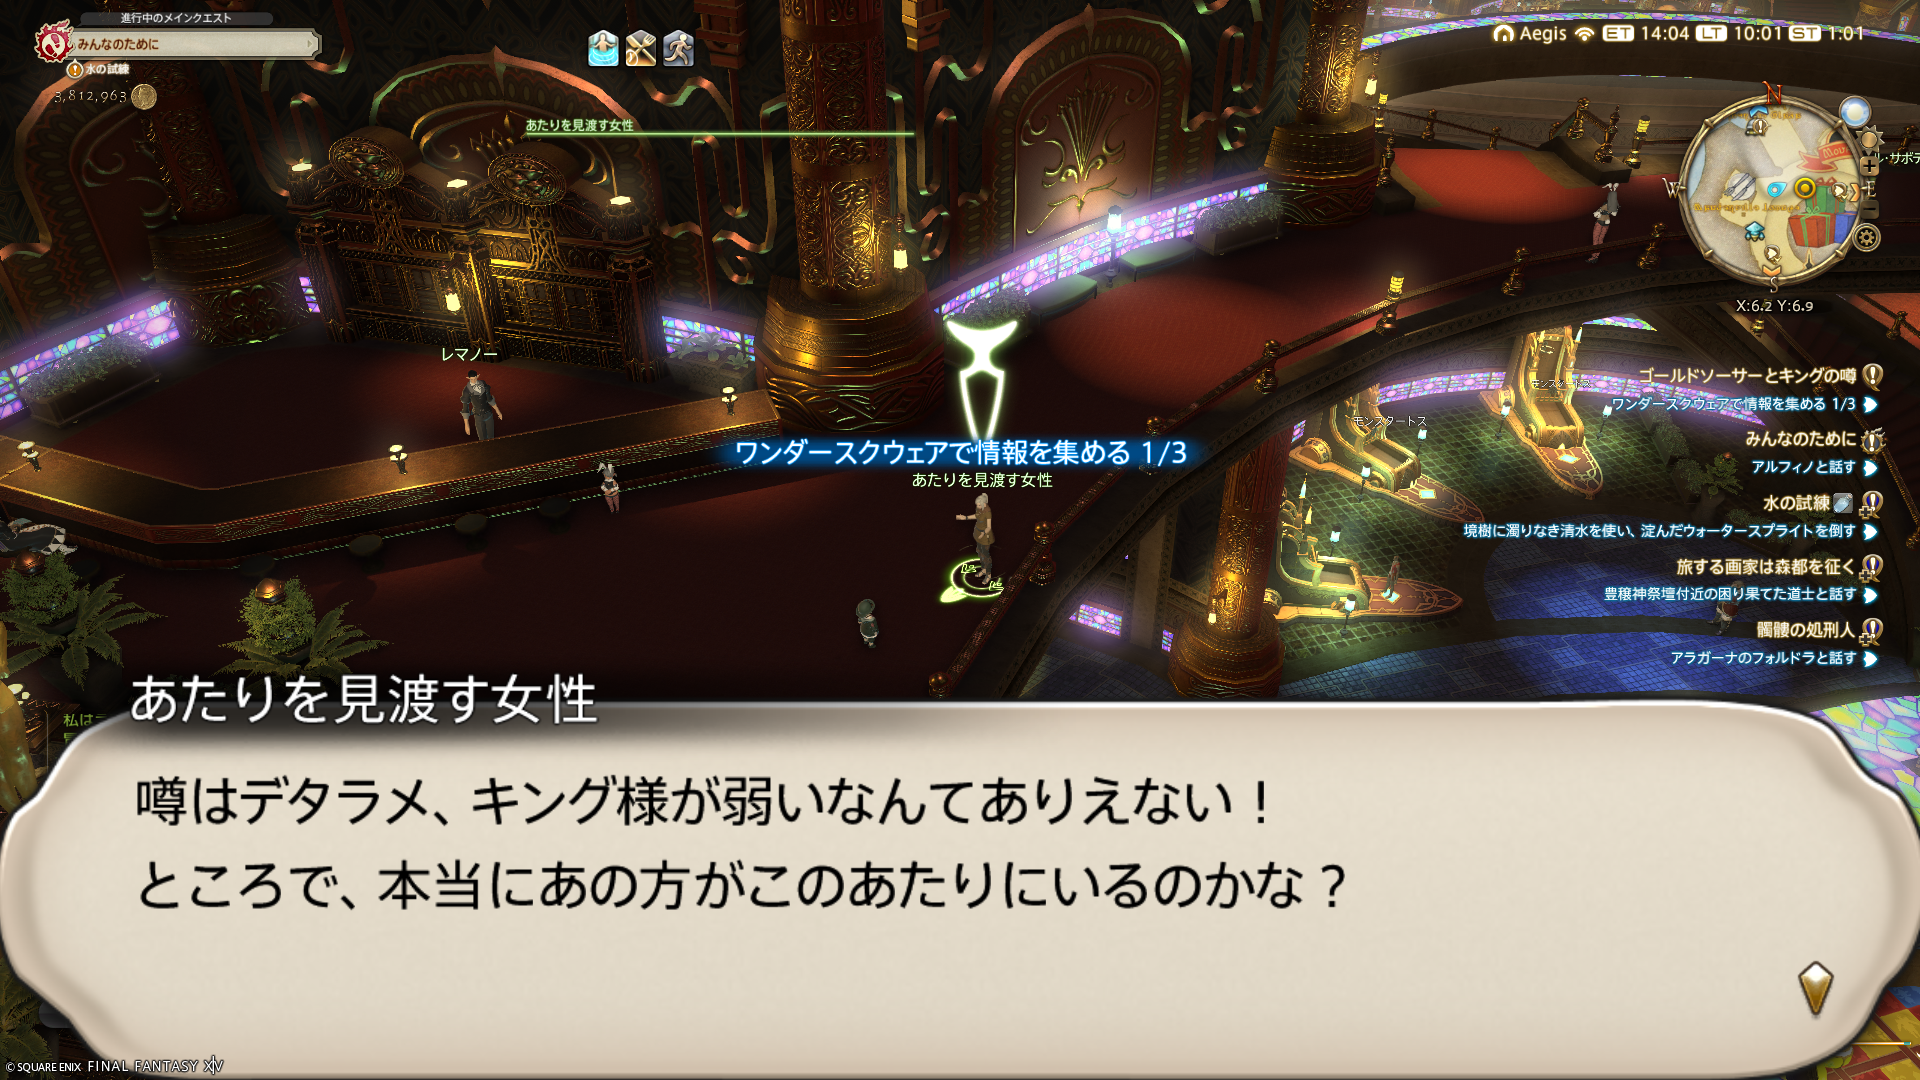 進行中のメインクエスト
みんなのために
水の試練
3,812,963
あたりを見渡す女性
Aegis ET 14:04 LT 10:01 ST 1:01
N
W
E
S
X:6.2 Y:6.9
レマノー
ワンダースクウェアで情報を集める 1/3
あたりを見渡す女性
モンスタートス
モンスタートス
ゴールドソーサーとキングの噂
ワンダースクウェアで情報を集める 1/3
みんなのために
アルフィノと話す
水の試練
境樹に濁りなき清水を使い、淀んだウォータースプライトを倒す
旅する画家は森都を征く
豊穣神祭壇付近の困り果てた道士と話す
髑髏の処刑人
アラガーナのフォルドラと話す
私は
あたりを見渡す女性
噂はデタラメ、キング様が弱いなんてありえない！
ところで、本当にあの方がこのあたりにいるのかな？
© SQUARE ENIX FINAL FANTASY XIV